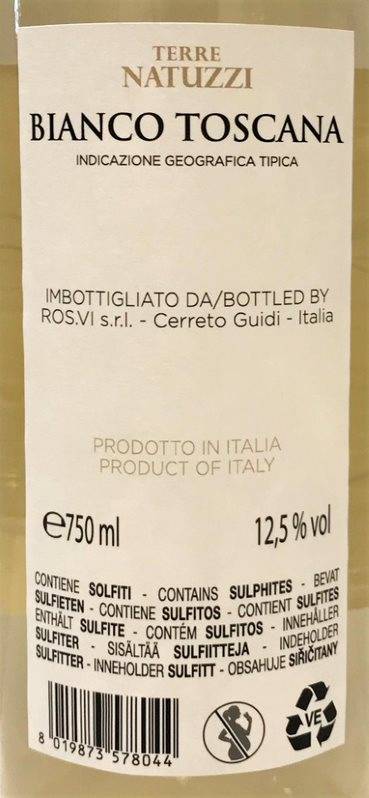 TERRE
NATUZZI
BIANCO TOSCANA
INDICAZIONE GEOGRAFICA TIPICA
IMBOTTIGLIATO DA/BOTTLED BY
ROS.VI s.r.l. - Cerreto Guidi - Italia
PRODOTTO IN ITALIA
PRODUCT OF ITALY
℮750 ml 12,5 % vol
CONTIENE SOLFITI - CONTAINS SULPHITES - BEVAT
SULFIETEN - CONTIENE SULFITOS - CONTIENT SULFITES
ENTHÄLT SULFITE - CONTÉM SULFITOS - INNEHÅLLER
SULFITER - SISÄLTÄÄ SULFIITTEJA - INDEHOLDER
SULFITTER - INNEHOLDER SULFITT - OBSAHUJE SIŘIČITANY
8 019873 578044
VE